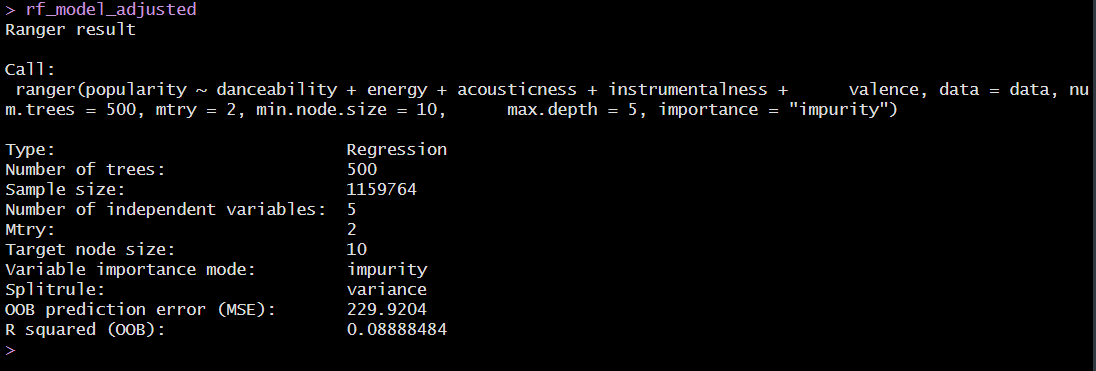 > rf_model_adjusted
Ranger result
Call:
ranger(popularity ~ danceability + energy + acousticness + instrumentalness +      valence, data = data, nu
m.trees = 500, mtry = 2, min.node.size = 10,      max.depth = 5, importance = "impurity")
Type:                             Regression
Number of trees:                  500
Sample size:                      1159764
Number of independent variables:  5
Mtry:                             2
Target node size:                 10
Variable importance mode:         impurity
Splitrule:                        variance
OOB prediction error (MSE):       229.9204
R squared (OOB):                  0.08888484
>